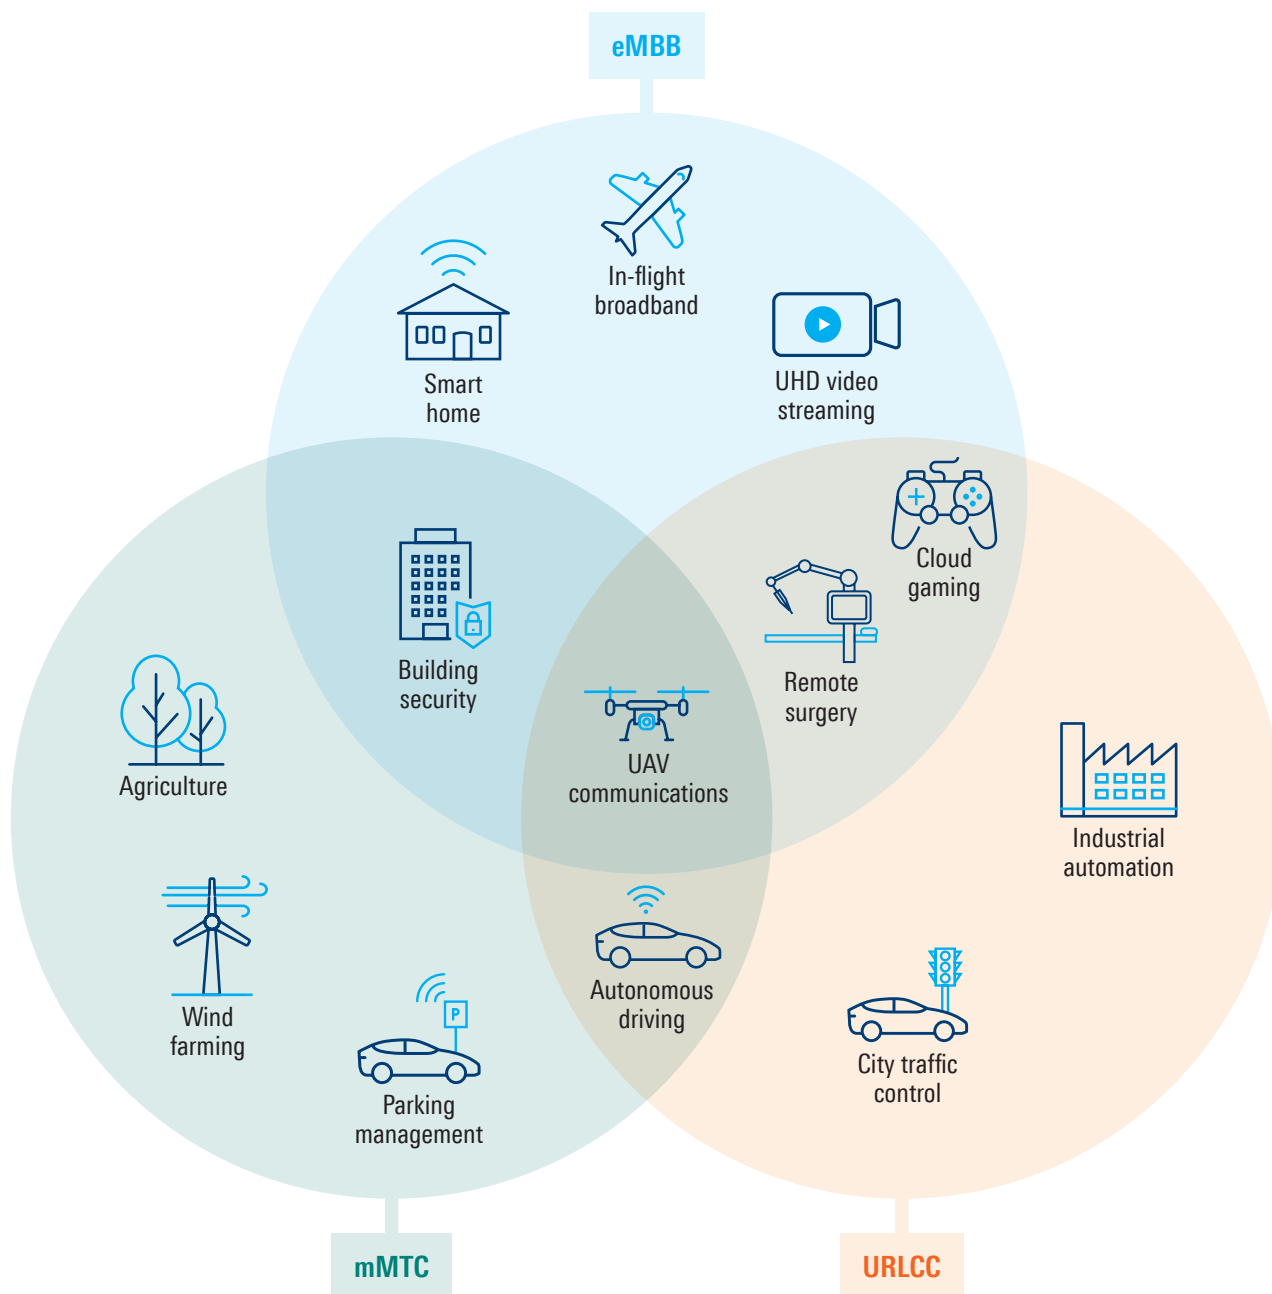 eMBB
In-flight
broadband
Smart
home
UHD video
streaming
Cloud
gaming
Building
security
Remote
surgery
UAV
communications
Agriculture
Industrial
automation
Wind
farming
P
Parking
management
Autonomous
driving
City traffic
control
mMTC
URLCC